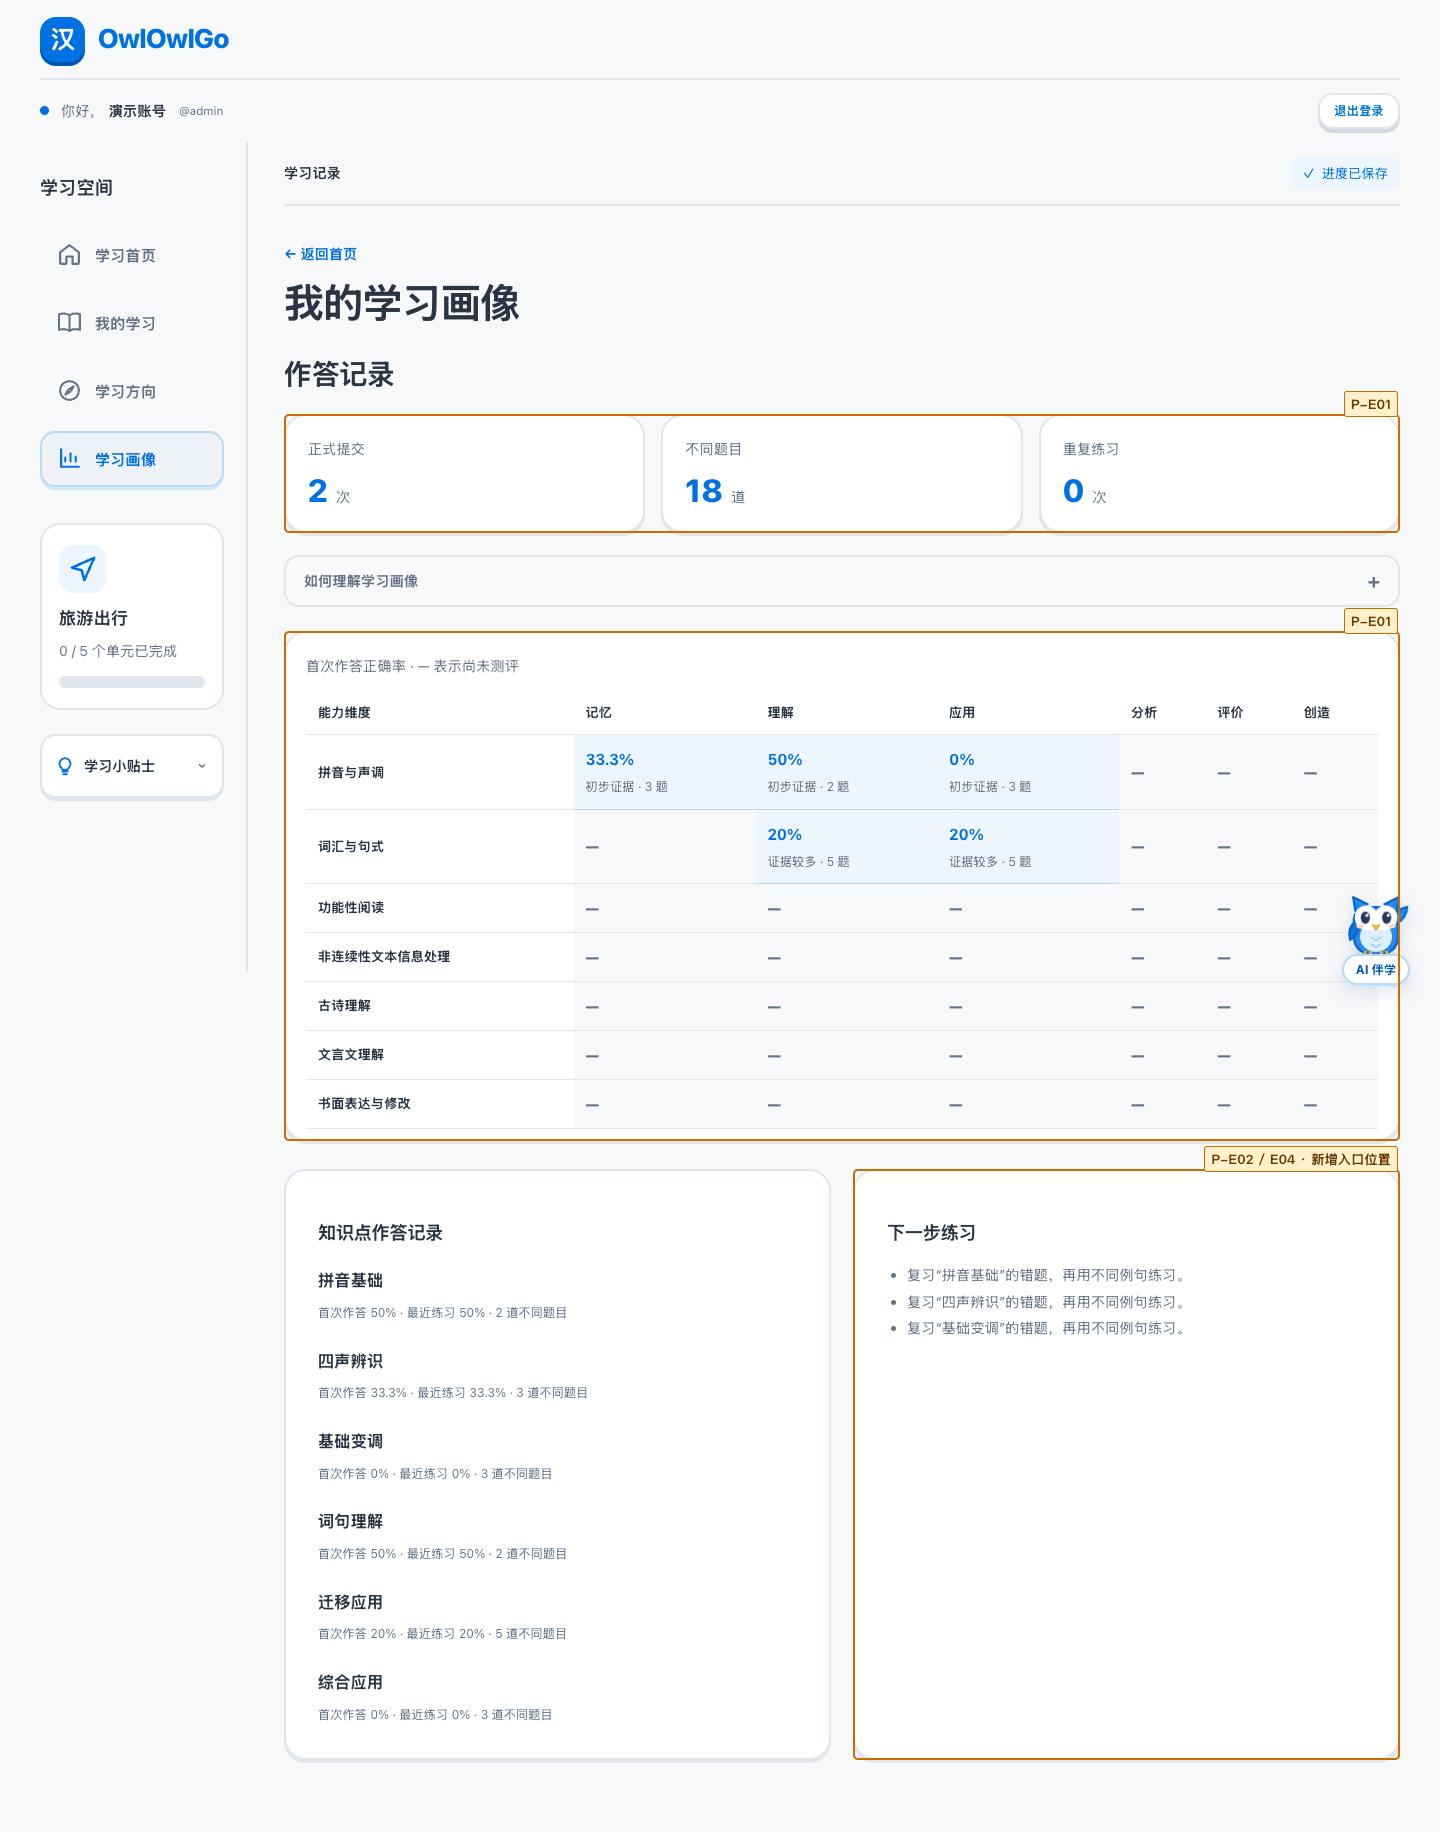 汉 OwlOwlGo
你好， 演示账号 @admin
退出登录
学习空间
学习首页
我的学习
学习方向
学习画像
旅游出行
0 / 5 个单元已完成
学习小贴士
学习记录
✓ 进度已保存
← 返回首页
我的学习画像
作答记录
P-E01
正式提交
2 次
不同题目
18 道
重复练习
0 次
如何理解学习画像 +
P-E01
首次作答正确率 · — 表示尚未测评
能力维度 记忆 理解 应用 分析 评价 创造
拼音与声调 33.3% 初步证据 · 3 题 50% 初步证据 · 2 题 0% 初步证据 · 3 题 — — —
词汇与句式 — 20% 证据较多 · 5 题 20% 证据较多 · 5 题 — — —
功能性阅读 — — — — — —
非连续性文本信息处理 — — — — — —
古诗理解 — — — — — —
文言文理解 — — — — — —
书面表达与修改 — — — — — —
AI 伴学
知识点作答记录
拼音基础
首次作答 50% · 最近练习 50% · 2 道不同题目
四声辨识
首次作答 33.3% · 最近练习 33.3% · 3 道不同题目
基础变调
首次作答 0% · 最近练习 0% · 3 道不同题目
词句理解
首次作答 50% · 最近练习 50% · 2 道不同题目
迁移应用
首次作答 20% · 最近练习 20% · 5 道不同题目
综合应用
首次作答 0% · 最近练习 0% · 3 道不同题目
P-E02 / E04 · 新增入口位置
下一步练习
• 复习“拼音基础”的错题，再用不同例句练习。
• 复习“四声辨识”的错题，再用不同例句练习。
• 复习“基础变调”的错题，再用不同例句练习。